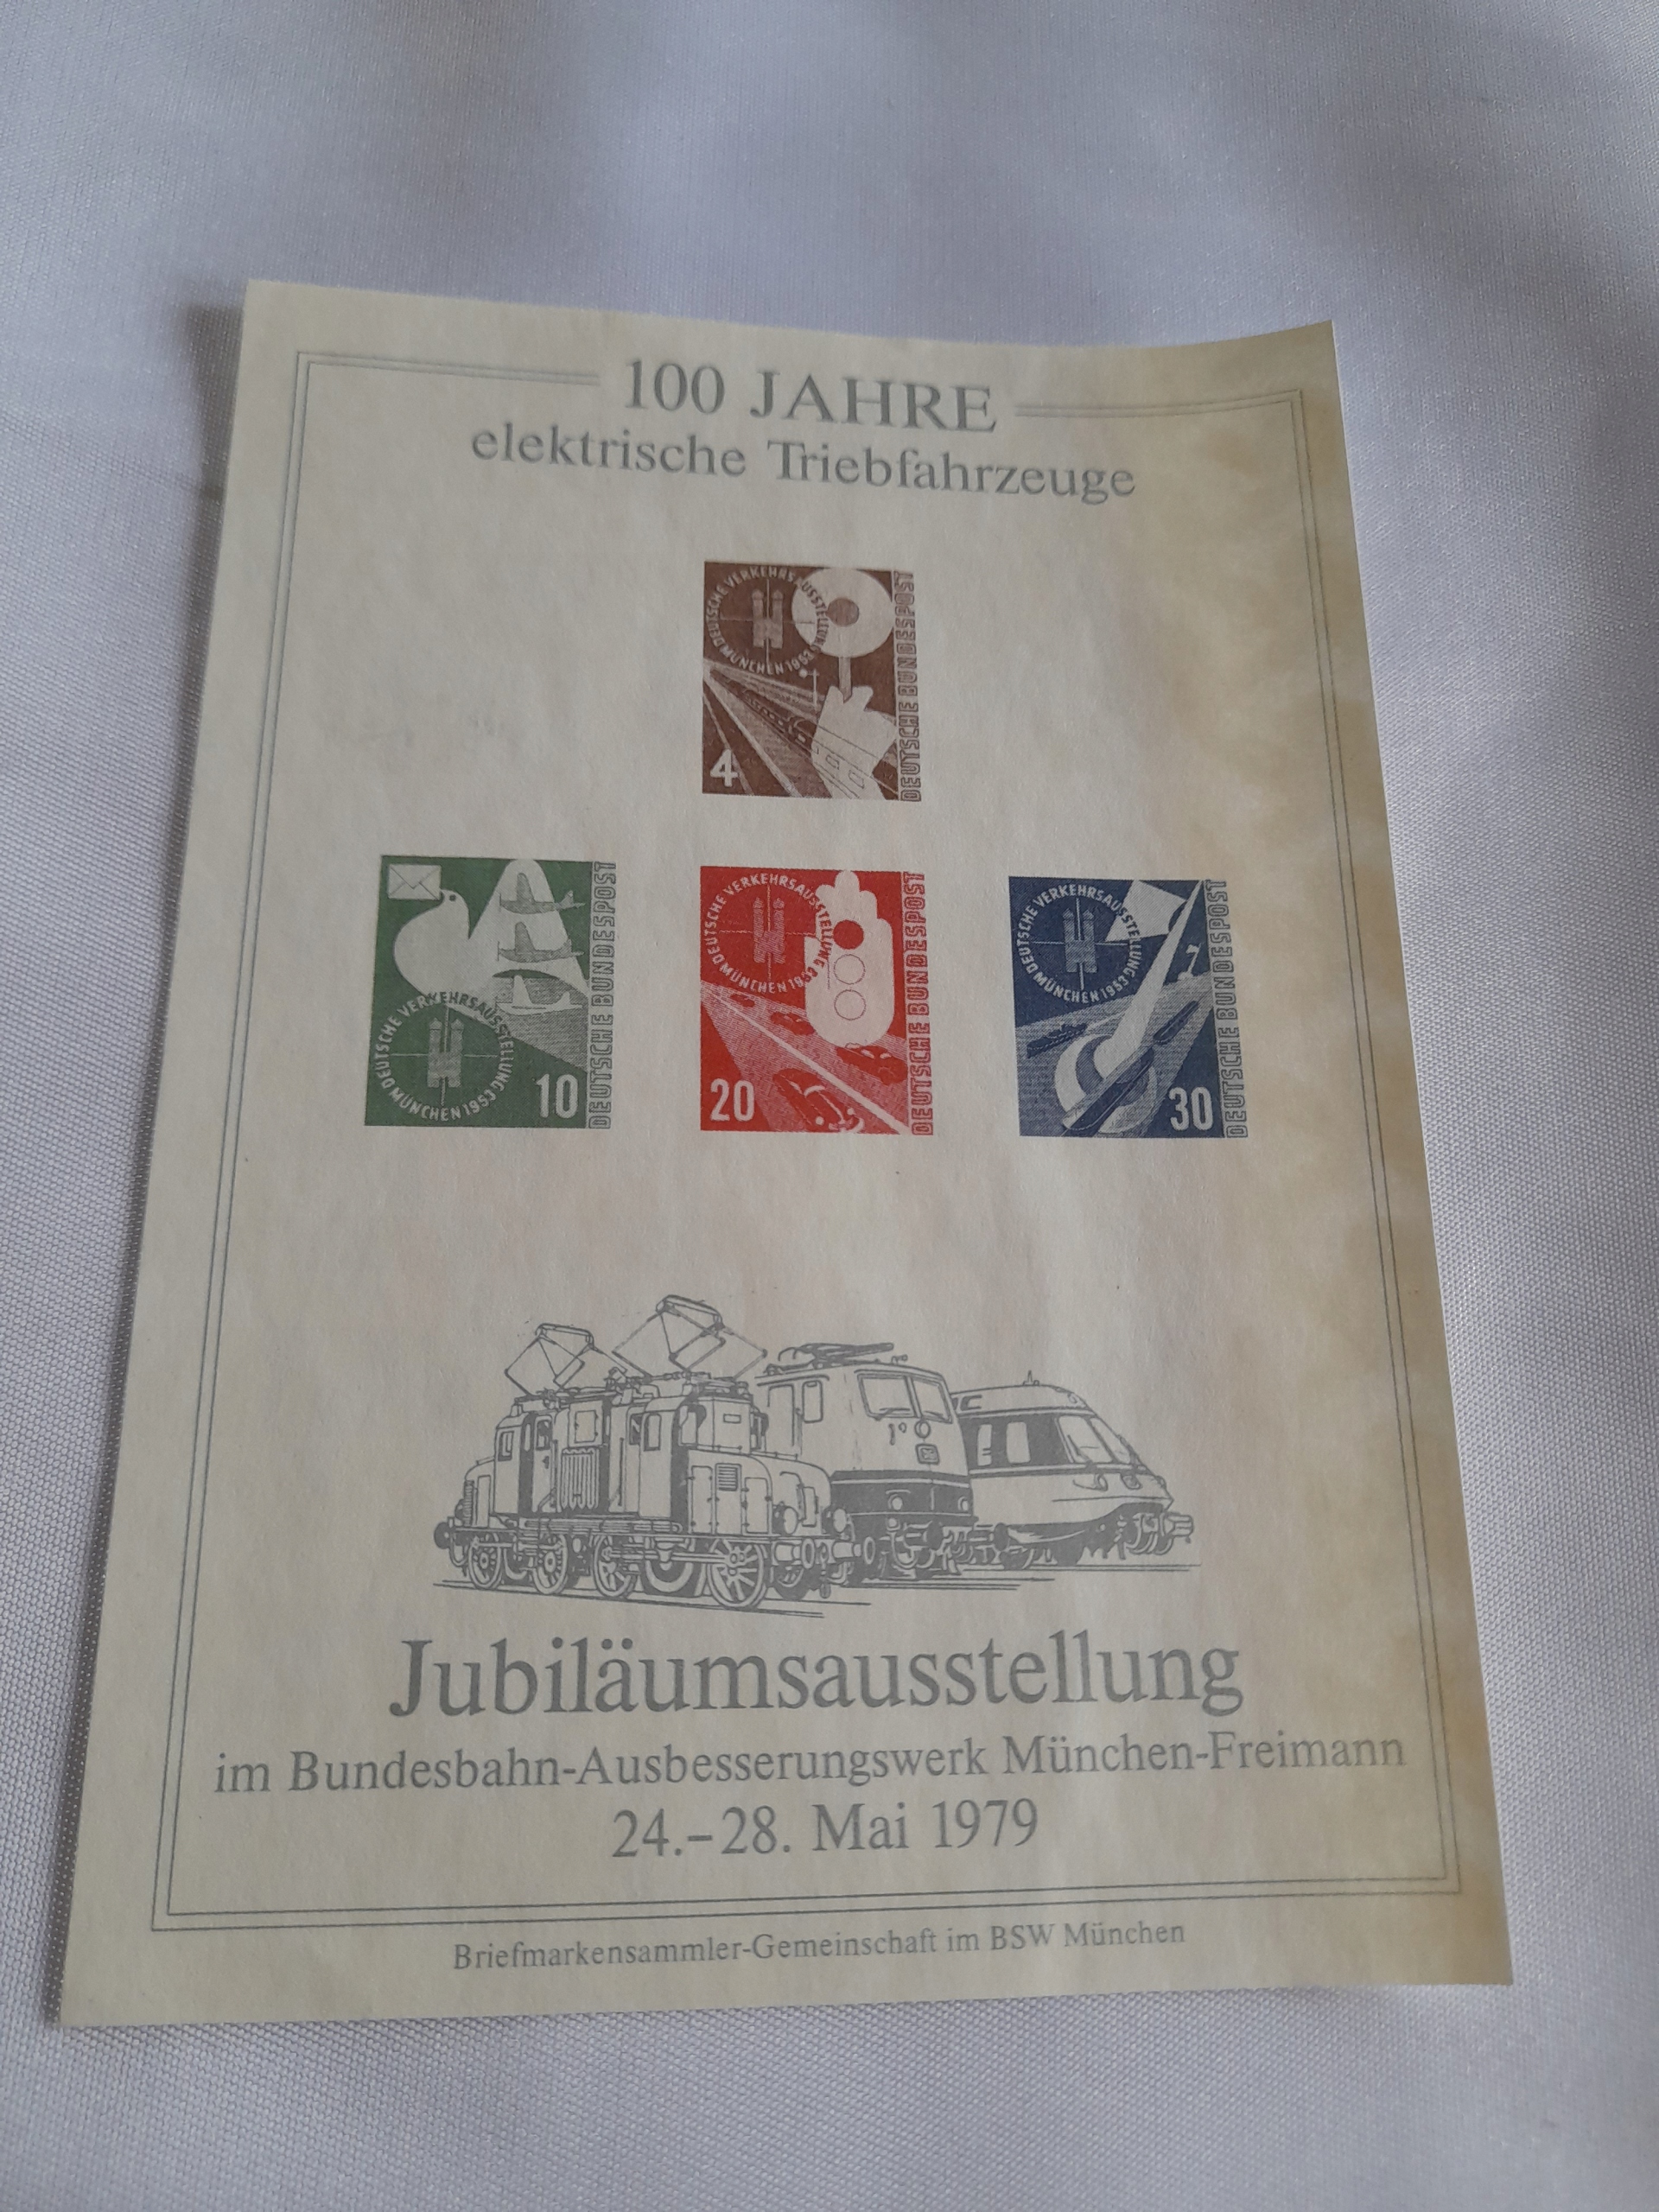 100 JAHRE
elektrische Triebfahrzeuge
DEUTSCHE VERKEHRSAUSSTELLUNG
MÜNCHEN 1953
4
DEUTSCHE BUNDESPOST
DEUTSCHE VERKEHRSAUSSTELLUNG
MÜNCHEN 1953
10
DEUTSCHE BUNDESPOST
DEUTSCHE VERKEHRSAUSSTELLUNG
MÜNCHEN 1953
20
DEUTSCHE BUNDESPOST
DEUTSCHE VERKEHRSAUSSTELLUNG
MÜNCHEN 1953
30
DEUTSCHE BUNDESPOST
Jubiläumsausstellung
im Bundesbahn-Ausbesserungswerk München-Freimann
24.–28. Mai 1979
Briefmarkensammler-Gemeinschaft im BSW München